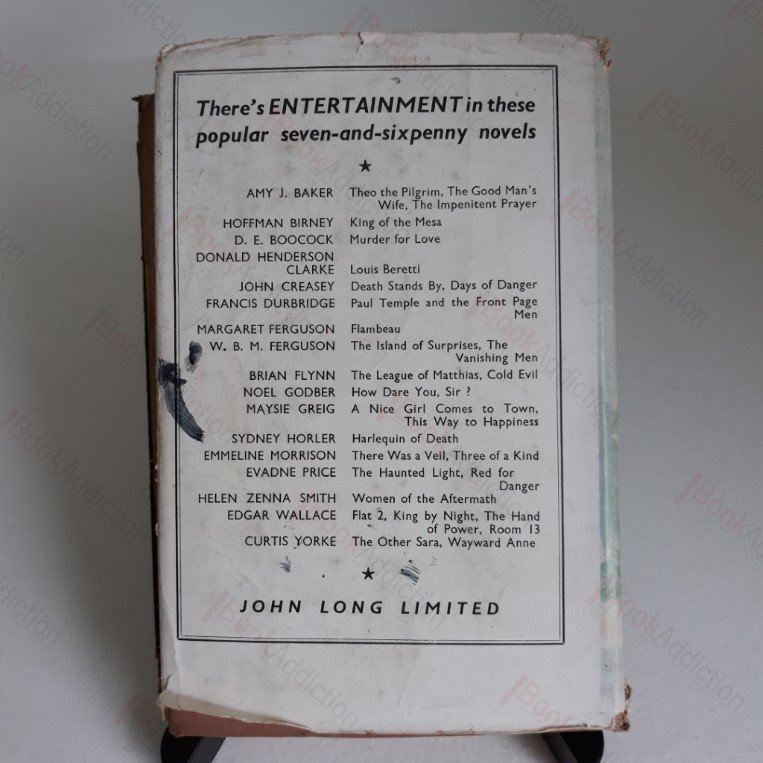 There's ENTERTAINMENT in these
popular seven-and-sixpenny novels
AMY J. BAKER Theo the Pilgrim, The Good Man's
Wife, The Impenitent Prayer
HOFFMAN BIRNEY King of the Mesa
D. E. BOOCOCK Murder for Love
DONALD HENDERSON
CLARKE Louis Beretti
JOHN CREASEY Death Stands By, Days of Danger
FRANCIS DURBRIDGE Paul Temple and the Front Page
Men
MARGARET FERGUSON Flambeau
W. B. M. FERGUSON The Island of Surprises, The
Vanishing Men
BRIAN FLYNN The League of Matthias, Cold Evil
NOEL GODBER How Dare You, Sir ?
MAYSIE GREIG A Nice Girl Comes to Town,
This Way to Happiness
SYDNEY HORLER Harlequin of Death
EMMELINE MORRISON There Was a Veil, Three of a Kind
EVADNE PRICE The Haunted Light, Red for
Danger
HELEN ZENNA SMITH Women of the Aftermath
EDGAR WALLACE Flat 2, King by Night, The Hand
of Power, Room 13
CURTIS YORKE The Other Sara, Wayward Anne
JOHN LONG LIMITED
BookAddiction